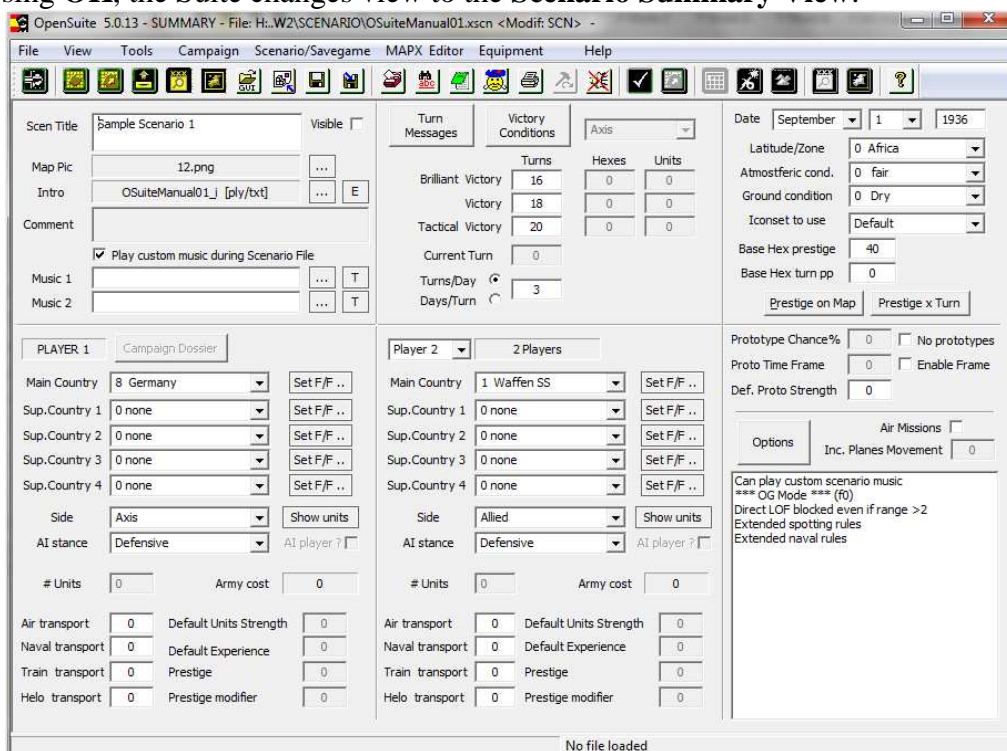 sing OK, the Suite changes view to the Scenario Summary View.
OpenSuite 5.0.13 - SUMMARY - File: H:..W2\SCENARIO\OSuiteManual01.xscn <Modif: SCN> -
File View Tools Campaign Scenario/Savegame MAPX Editor Equipment Help
GUI abc ?
Scen Title Sample Scenario 1 Visible
Map Pic 12.png ...
Intro OSuiteManual01_i [ply/txt] ... E
Comment
Play custom music during Scenario File
Music 1 ... T
Music 2 ... T
Turn Messages Victory Conditions Axis
Turns Hexes Units
Brilliant Victory 16 0 0
Victory 18 0 0
Tactical Victory 20 0 0
Current Turn 0
Turns/Day
Days/Turn 3
Date September 1 1936
Latitude/Zone 0 Africa
Atmostferic cond. 0 fair
Ground condition 0 Dry
Iconset to use Default
Base Hex prestige 40
Base Hex turn pp 0
Prestige on Map Prestige x Turn
PLAYER 1 Campaign Dossier
Main Country 8 Germany Set F/F ..
Sup.Country 1 0 none Set F/F ..
Sup.Country 2 0 none Set F/F ..
Sup.Country 3 0 none Set F/F ..
Sup.Country 4 0 none Set F/F ..
Side Axis Show units
AI stance Defensive AI player ?
# Units 0 Army cost 0
Air transport 0 Default Units Strength 0
Naval transport 0 Default Experience 0
Train transport 0 Prestige 0
Helo transport 0 Prestige modifier 0
Player 2 2 Players
Main Country 1 Waffen SS Set F/F ..
Sup.Country 1 0 none Set F/F ..
Sup.Country 2 0 none Set F/F ..
Sup.Country 3 0 none Set F/F ..
Sup.Country 4 0 none Set F/F ..
Side Allied Show units
AI stance Defensive AI player ?
# Units 0 Army cost 0
Air transport 0 Default Units Strength 0
Naval transport 0 Default Experience 0
Train transport 0 Prestige 0
Helo transport 0 Prestige modifier 0
Prototype Chance% 0 No prototypes
Proto Time Frame 0 Enable Frame
Def. Proto Strength 0
Options Air Missions
Inc. Planes Movement 0
Can play custom scenario music
*** OG Mode *** (f0)
Direct LOF blocked even if range >2
Extended spotting rules
Extended naval rules
No file loaded